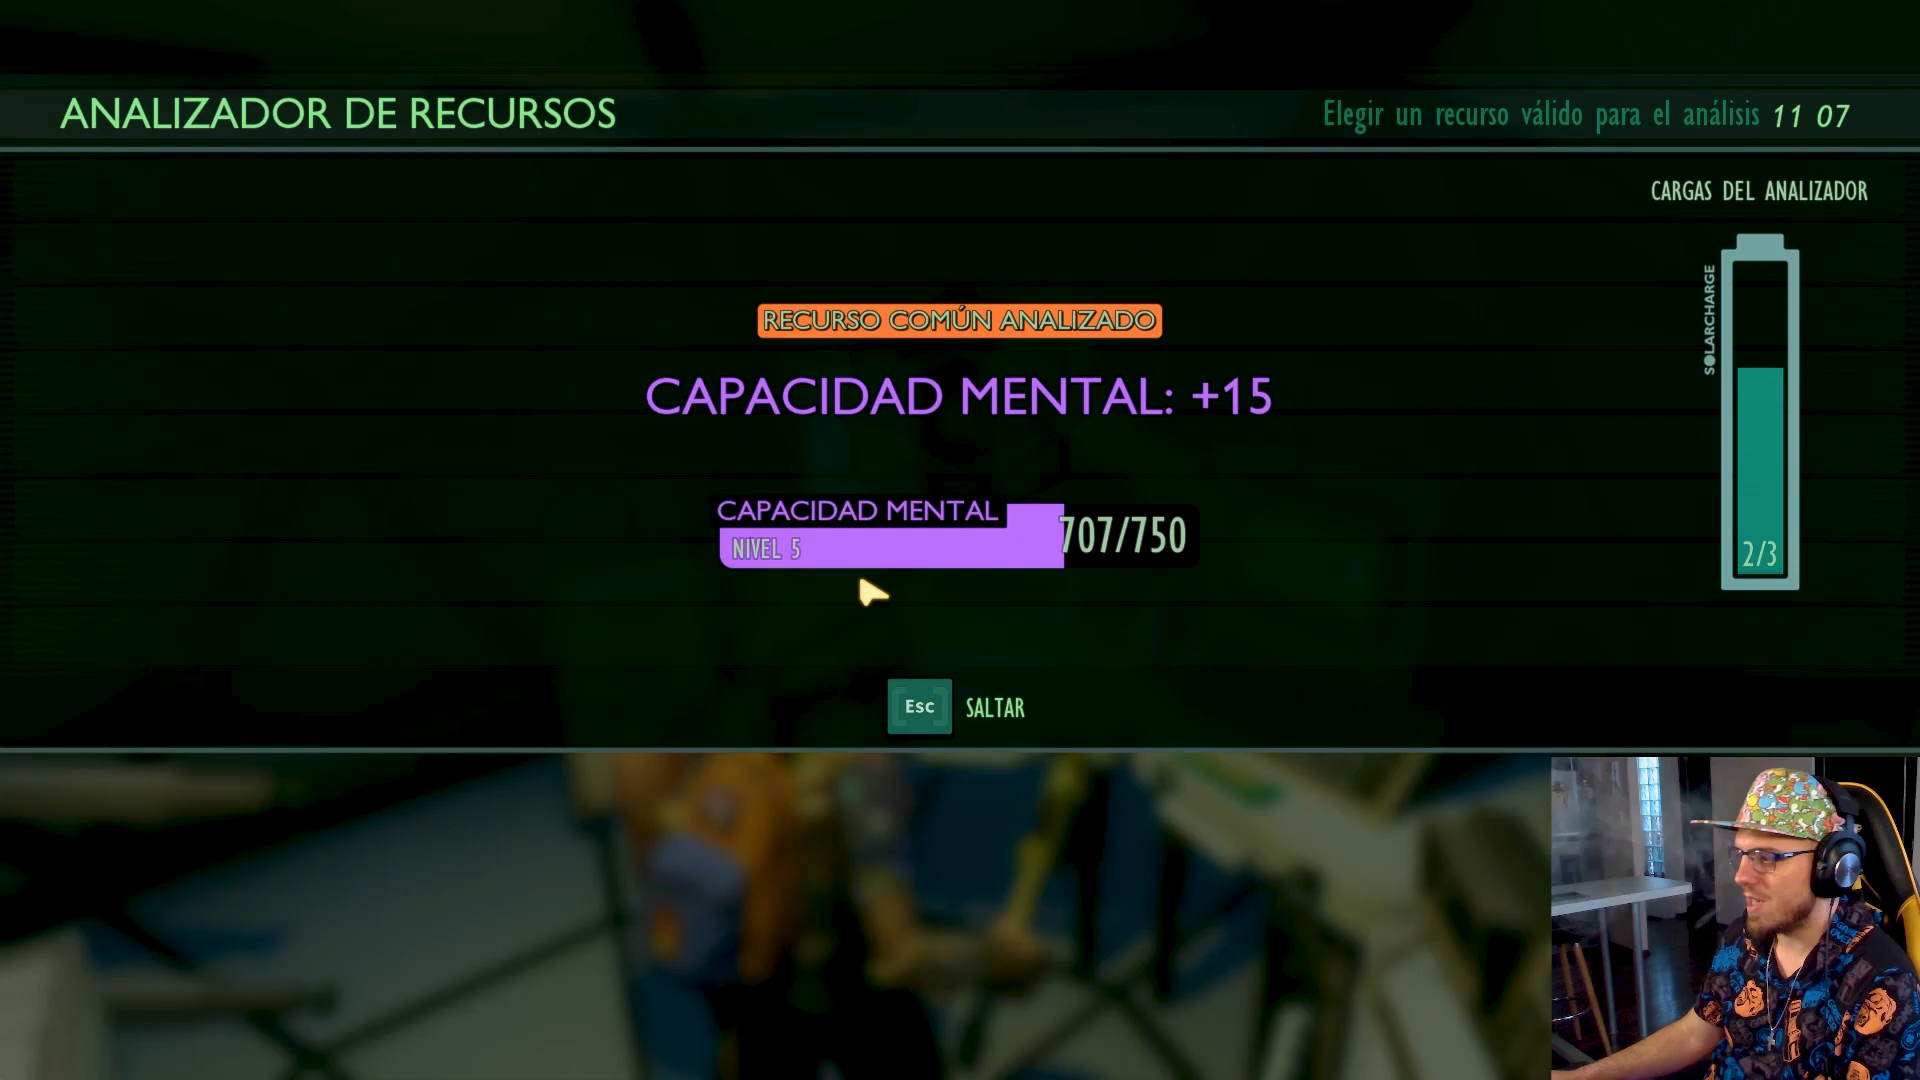 ANALIZADOR DE RECURSOS
Elegir un recurso válido para el análisis 11 07
CARGAS DEL ANALIZADOR
SOLARCHARGE
RECURSO COMÚN ANALIZADO
CAPACIDAD MENTAL: +15
CAPACIDAD MENTAL
NIVEL 5
707/750
2/3
Esc SALTAR